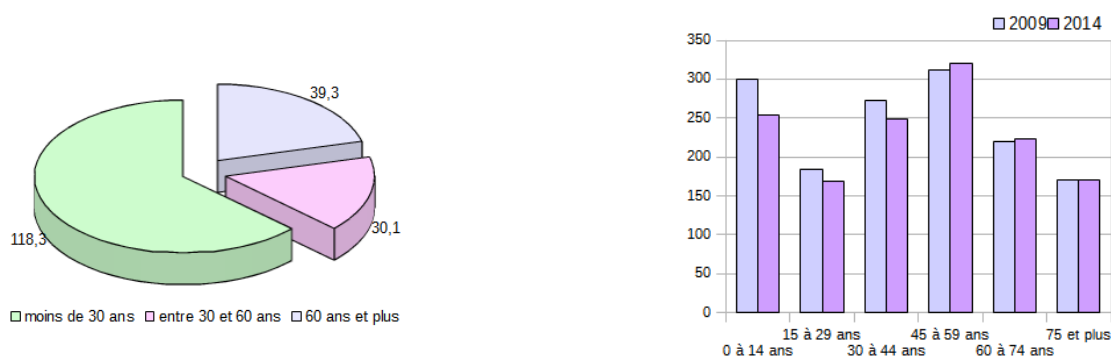 39,3
30,1
118,3
moins de 30 ans entre 30 et 60 ans 60 ans et plus
2009 2014
350
300
250
200
150
100
50
0
0 à 14 ans
15 à 29 ans
30 à 44 ans
45 à 59 ans
60 à 74 ans
75 et plus